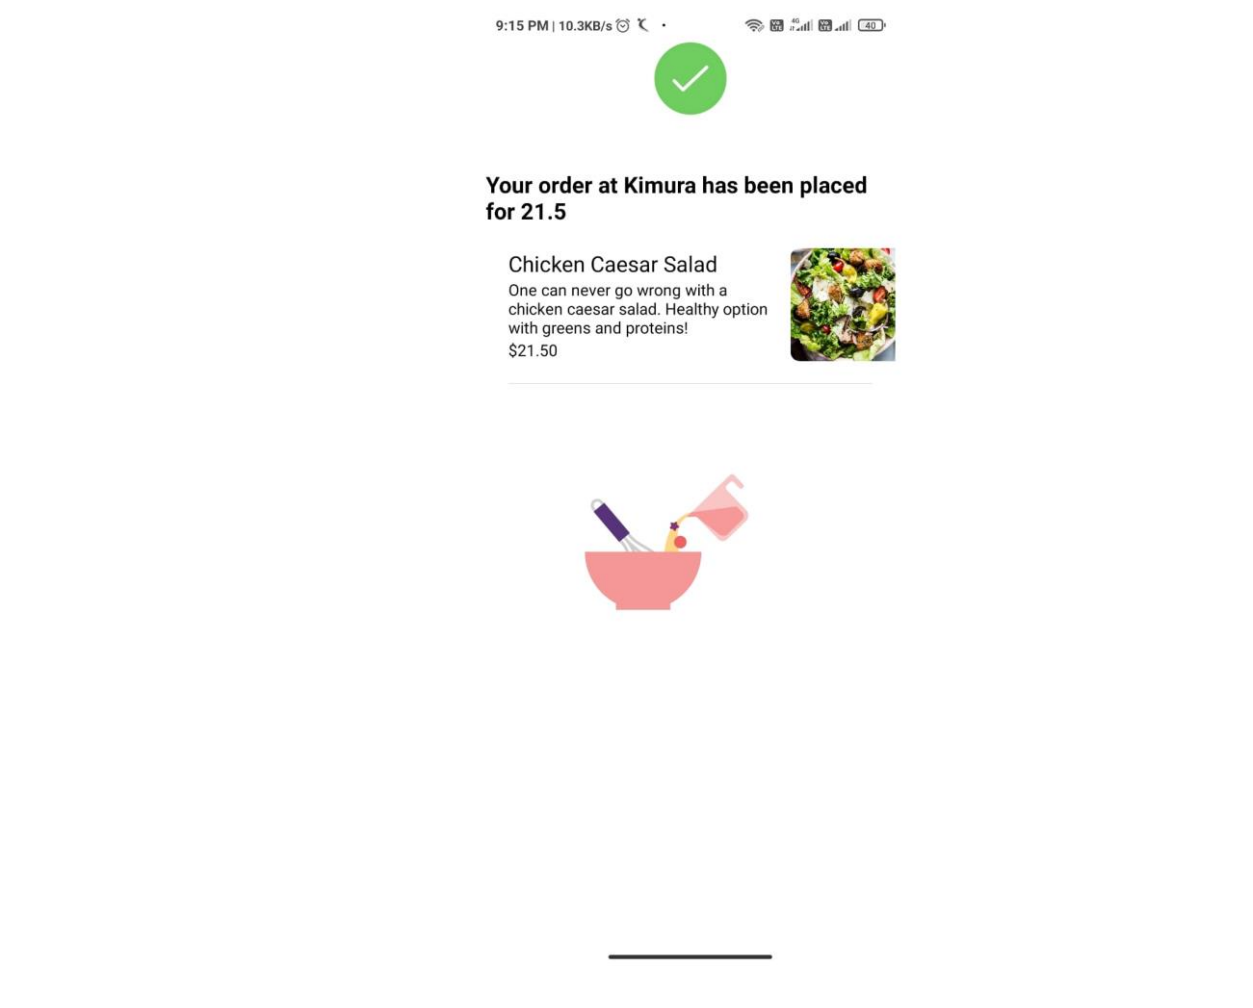 9:15 PM | 10.3KB/s
4G
40
Your order at Kimura has been placed
for 21.5
Chicken Caesar Salad
One can never go wrong with a
chicken caesar salad. Healthy option
with greens and proteins!
$21.50